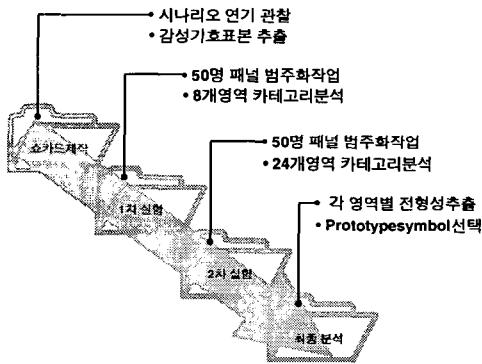 • 시나리오 연기 관찰
• 감성기호표본 추출
• 50명 패널 범주화작업
• 8개영역 카테고리분석
쇼카드제작
• 50명 패널 범주화작업
• 24개영역 카테고리분석
1차 실험
• 각 영역별 전형성추출
• Prototypesymbol선택
2차 실험
최종 분석